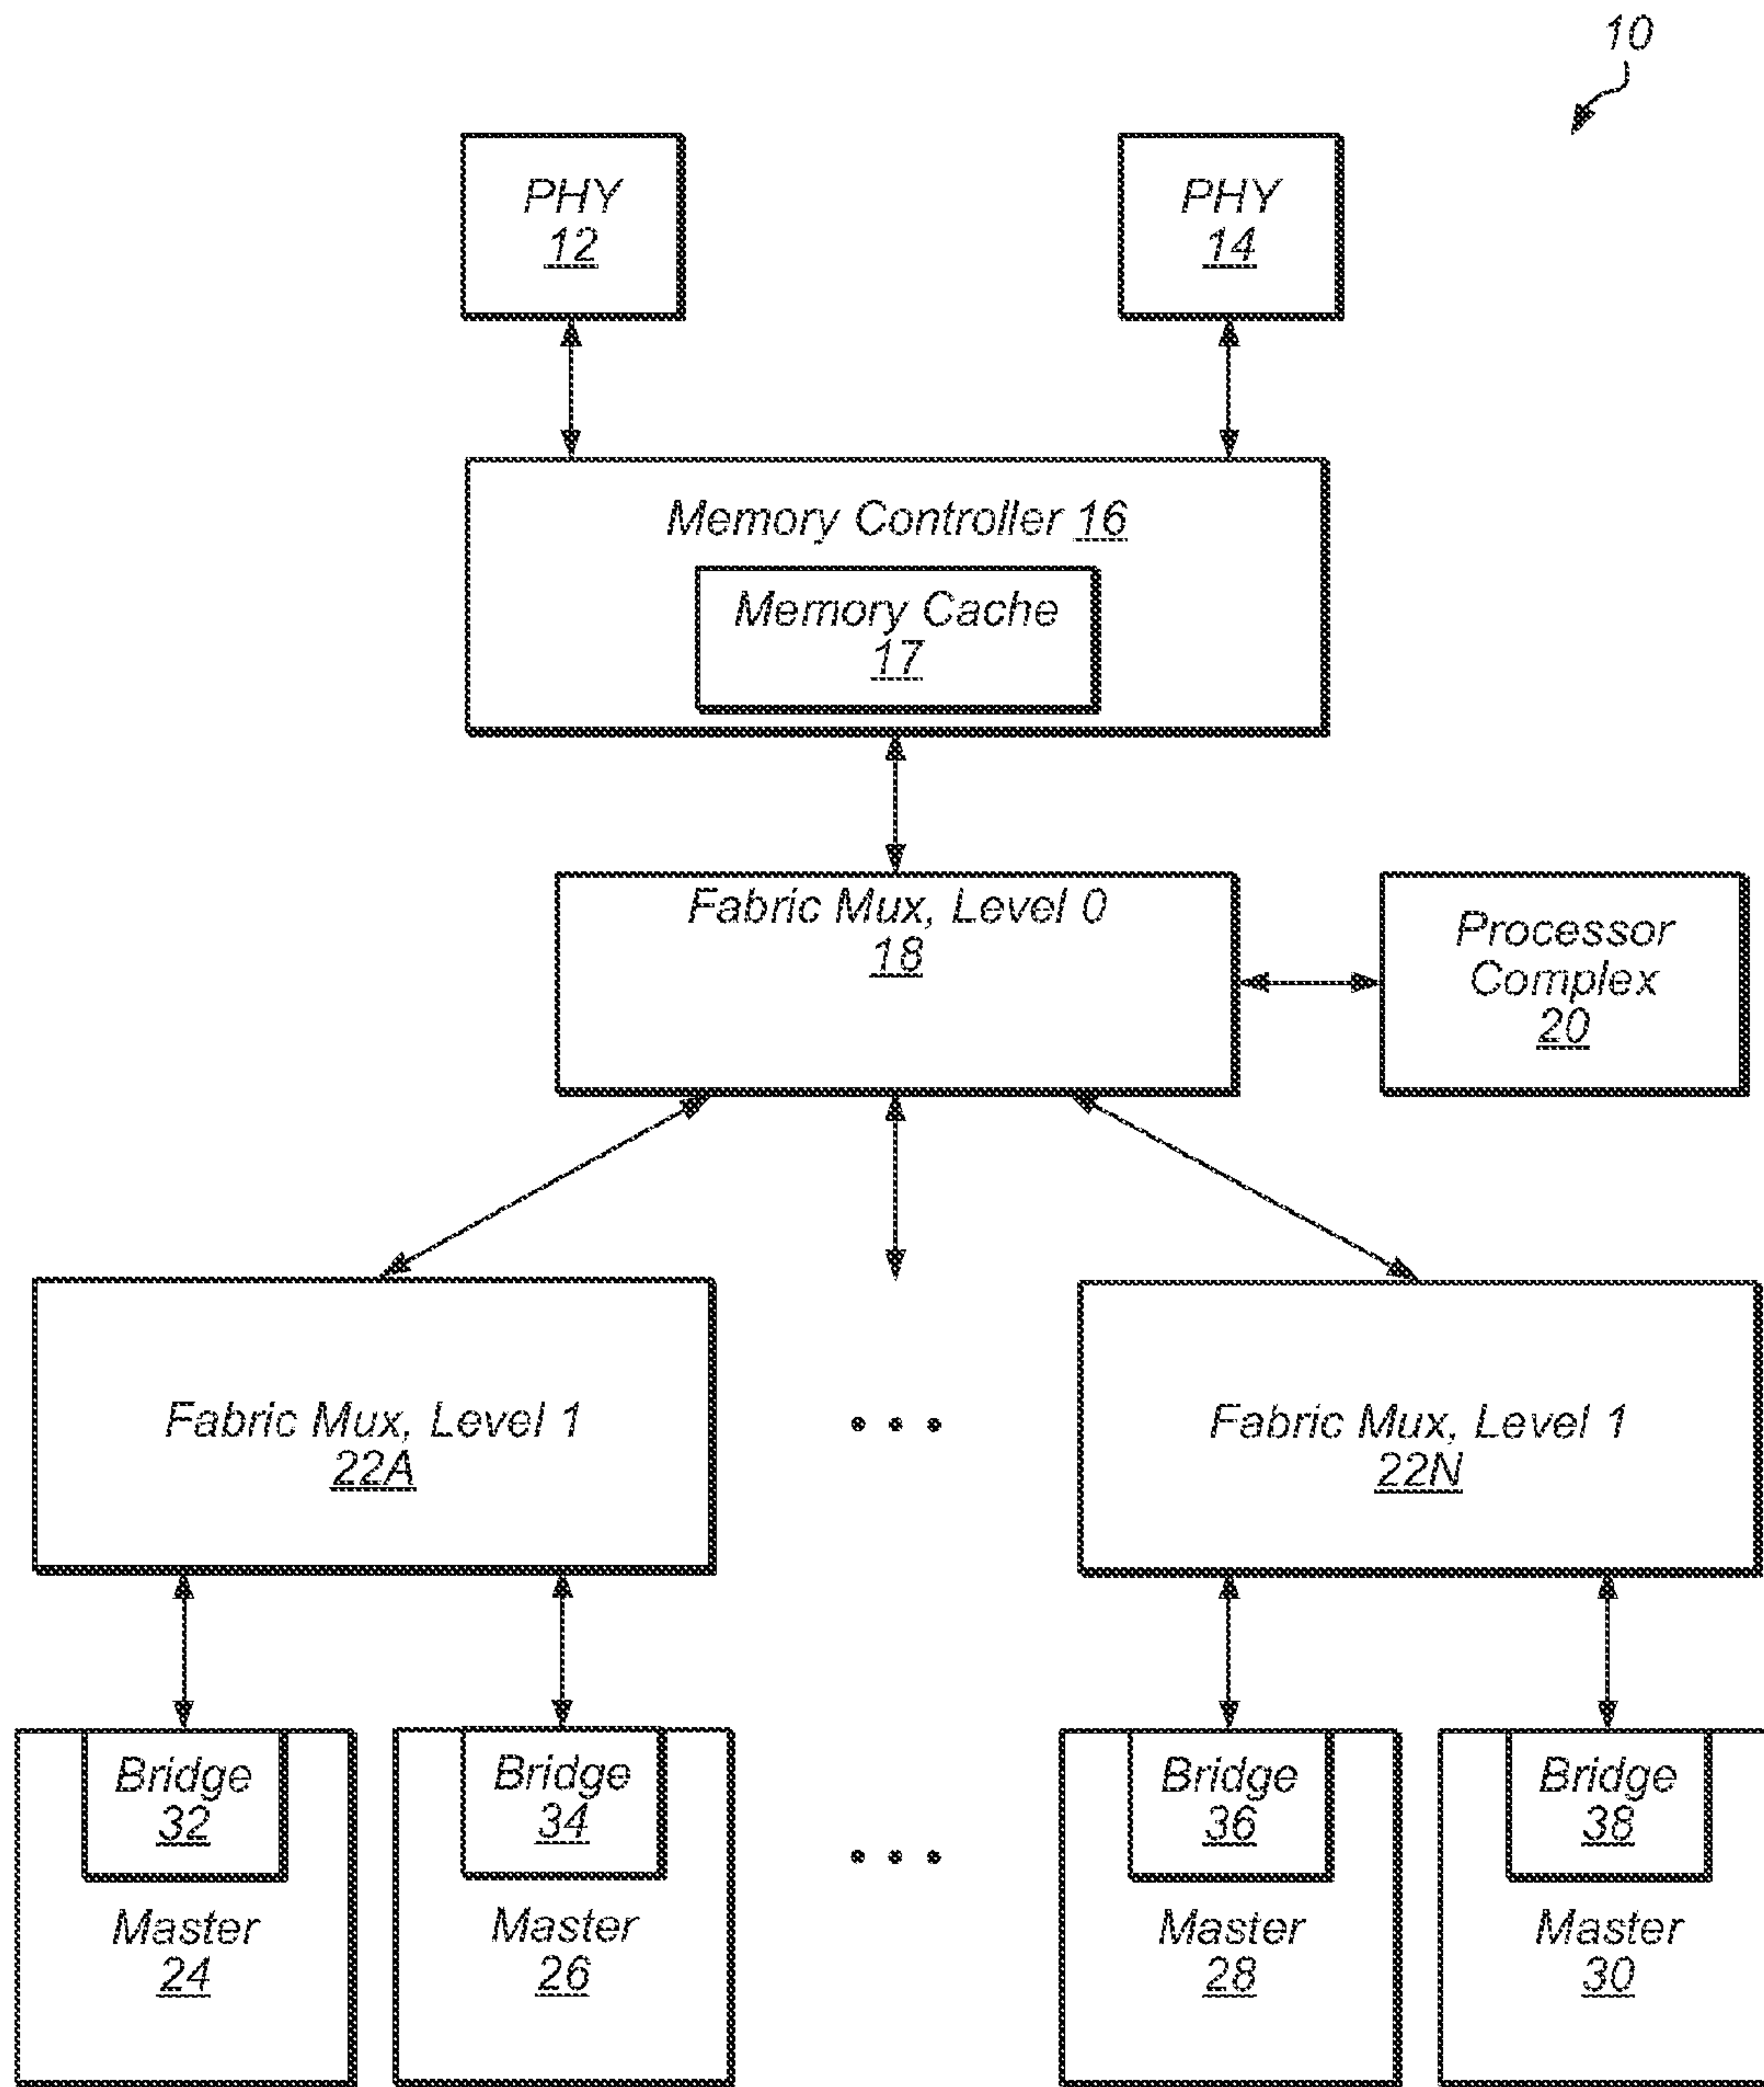 10
PHY
12
PHY
14
Memory Controller 16
Memory Cache
17
Fabric Mux, Level 0
18
Processor
Complex
20
Fabric Mux, Level 1
22A
. . .
Fabric Mux, Level 1
22N
Bridge
32
Master
24
Bridge
34
Master
26
. . .
Bridge
36
Master
28
Bridge
38
Master
30